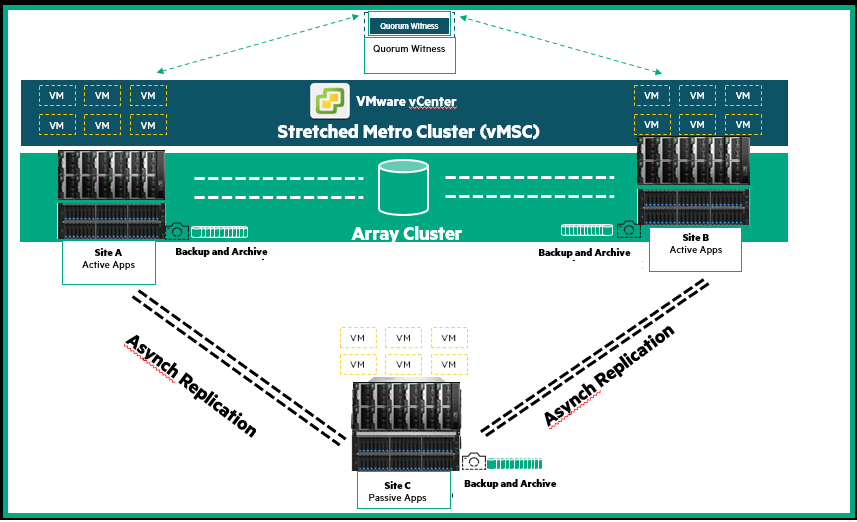 Quorum Witness
Quorum Witness
VM VM VM
VM VM VM
VMware vCenter
Stretched Metro Cluster (vMSC)
VM VM VM
VM VM VM
Array Cluster
Site A
Active Apps
Backup and Archive
Backup and Archive
Site B
Active Apps
Asynch Replication
Asynch Replication
VM VM VM
VM VM VM
Site C
Passive Apps
Backup and Archive